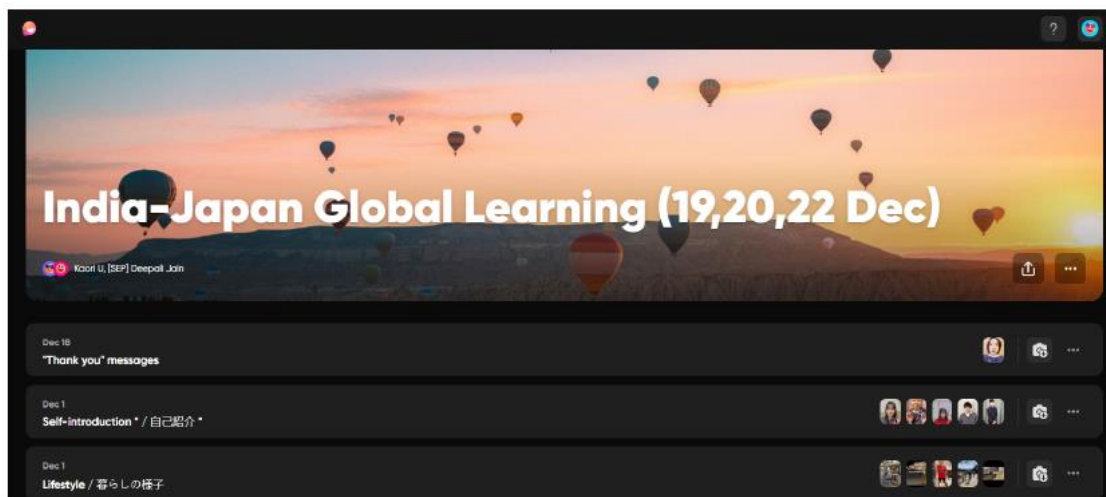 ?
India-Japan Global Learning (19,20,22 Dec)
Kaori U, [SEP] Deepali Jain
Dec 18
"Thank you" messages
Dec 1
Self-introduction * / 自己紹介 *
Dec 1
Lifestyle / 暮らしの様子